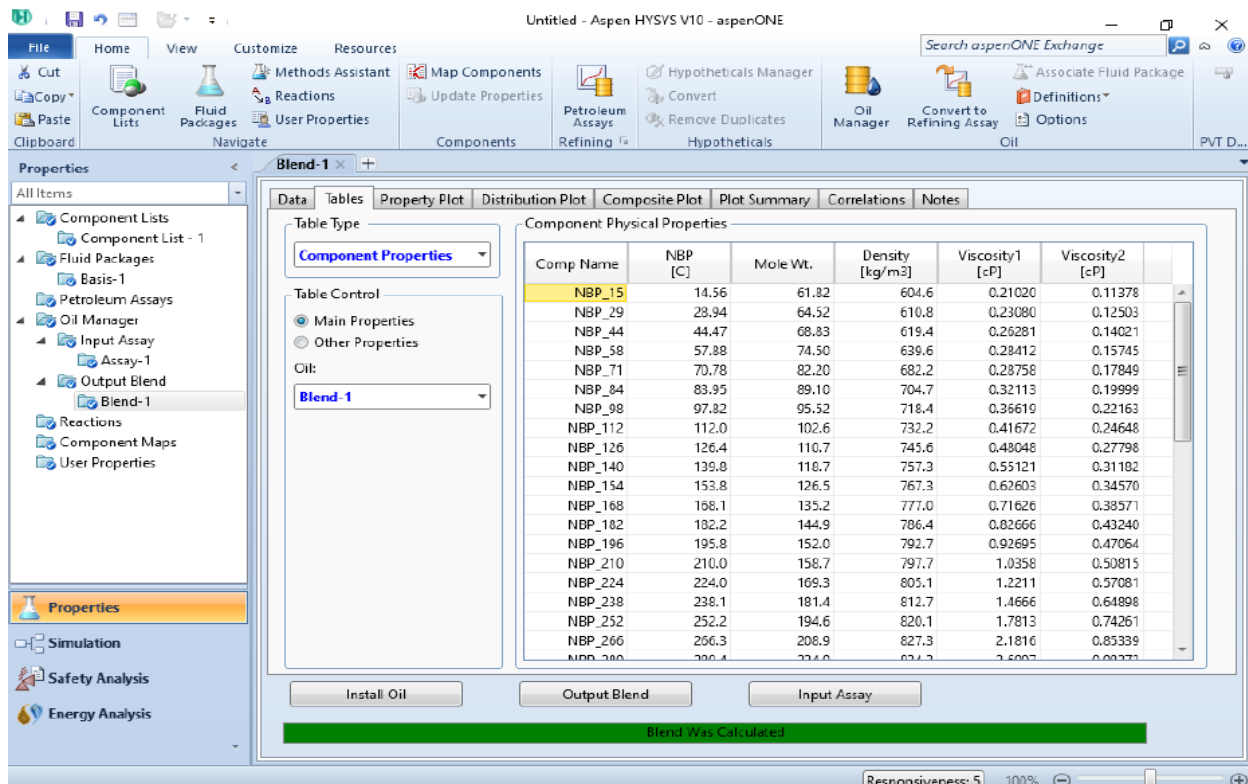 Untitled - Aspen HYSYS V10 - aspenONE
File Home View Customize Resources
Search aspenONE Exchange
Cut
Copy
Paste
Clipboard
Component Lists
Fluid Packages
Methods Assistant
Reactions
User Properties
Navigate
Map Components
Update Properties
Components
Petroleum Assays
Refining
Hypotheticals Manager
Convert
Remove Duplicates
Hypotheticals
Oil Manager
Convert to Refining Assay
Associate Fluid Package
Definitions
Options
Oil
PVT D...
Properties <
All Items
Component Lists
Component List - 1
Fluid Packages
Basis-1
Petroleum Assays
Oil Manager
Input Assay
Assay-1
Output Blend
Blend-1
Reactions
Component Maps
User Properties
Properties
Simulation
Safety Analysis
Energy Analysis
Blend-1 × +
Data Tables Property Plot Distribution Plot Composite Plot Plot Summary Correlations Notes
Table Type
Component Properties
Table Control
Main Properties
Other Properties
Oil:
Blend-1
Component Physical Properties
Comp Name NBP [C] Mole Wt. Density [kg/m3] Viscosity1 [cP] Viscosity2 [cP]
NBP_15 14.56 61.82 604.6 0.21020 0.11378
NBP_29 28.94 64.52 610.8 0.23080 0.12503
NBP_44 44.47 68.83 619.4 0.26281 0.14021
NBP_58 57.88 74.50 639.6 0.28412 0.15745
NBP_71 70.78 82.20 682.2 0.28758 0.17849
NBP_84 83.95 89.10 704.7 0.32113 0.19999
NBP_98 97.82 95.52 718.4 0.36619 0.22163
NBP_112 112.0 102.6 732.2 0.41672 0.24648
NBP_126 126.4 110.7 745.6 0.48048 0.27798
NBP_140 139.8 118.7 757.3 0.55121 0.31182
NBP_154 153.8 126.5 767.3 0.62603 0.34570
NBP_168 168.1 135.2 777.0 0.71626 0.38571
NBP_182 182.2 144.9 786.4 0.82666 0.43240
NBP_196 195.8 152.0 792.7 0.92695 0.47064
NBP_210 210.0 158.7 797.7 1.0358 0.50815
NBP_224 224.0 169.3 805.1 1.2211 0.57081
NBP_238 238.1 181.4 812.7 1.4666 0.64898
NBP_252 252.2 194.6 820.1 1.7813 0.74261
NBP_266 266.3 208.9 827.3 2.1816 0.85339
Install Oil Output Blend Input Assay
Blend Was Calculated
Responsiveness: 5 100%